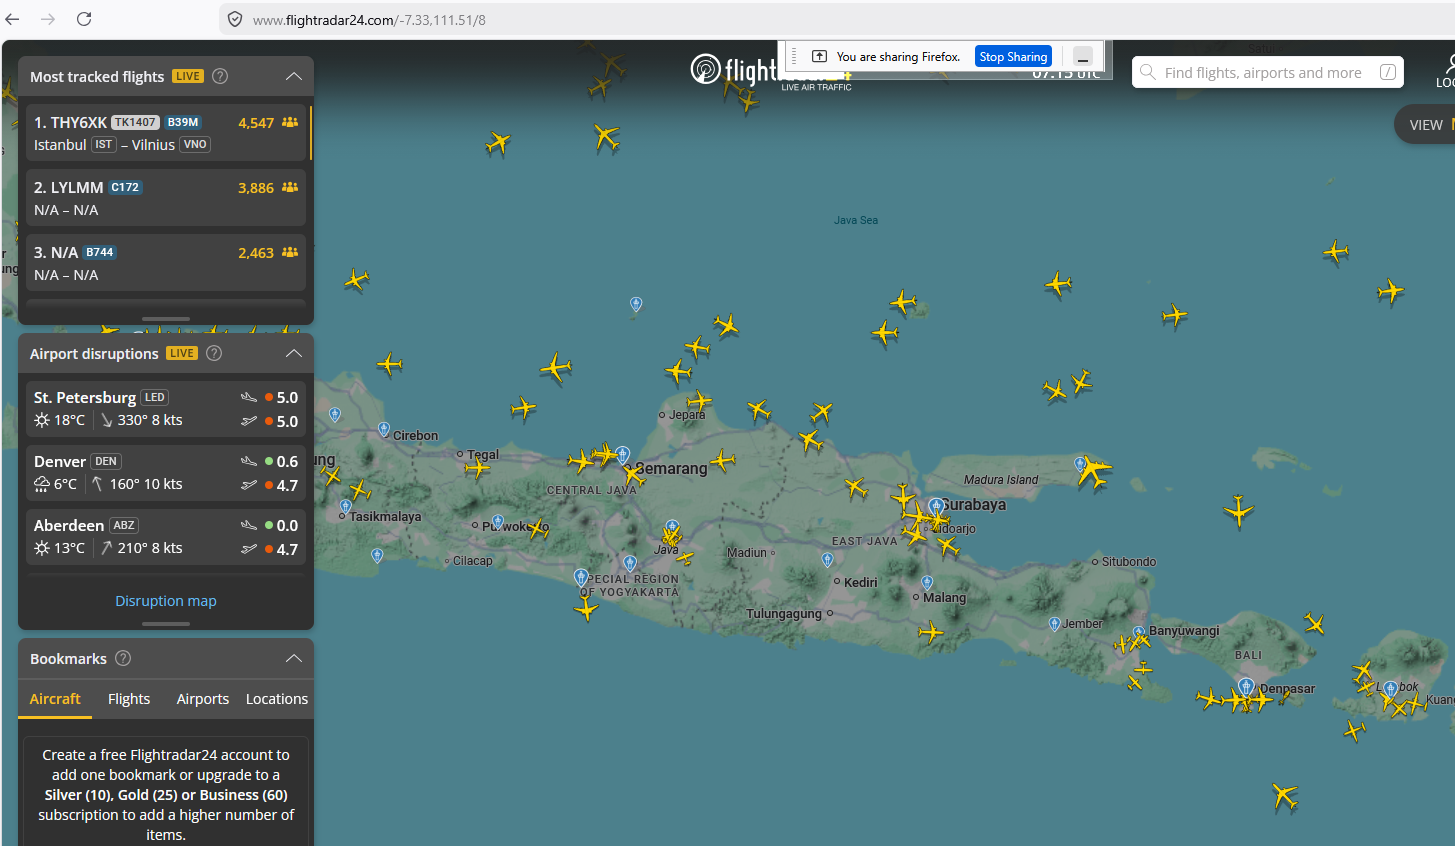 www.flightradar24.com/-7.33,111.51/8
You are sharing Firefox. Stop Sharing
LIVE AIR TRAFFIC
Find flights, airports and more /
VIEW
Most tracked flights LIVE ?
1. THY6XK TK1407 B39M 4,547
Istanbul IST – Vilnius VNO
2. LYLMM C172 3,886
N/A – N/A
3. N/A B744 2,463
N/A – N/A
Airport disruptions LIVE ?
St. Petersburg LED 5.0
18°C 330° 8 kts 5.0
Denver DEN 0.6
6°C 160° 10 kts 4.7
Aberdeen ABZ 0.0
13°C 210° 8 kts 4.7
Disruption map
Bookmarks ?
Aircraft Flights Airports Locations
Create a free Flightradar24 account to
add one bookmark or upgrade to a
Silver (10), Gold (25) or Business (60)
subscription to add a higher number of
items.
Java Sea
Jepara
Cirebon
Tegal
Semarang
CENTRAL JAVA
Madura Island
Surabaya
Tasikmalaya
Purwokerto
Java
EAST JAVA
Madiun
Cilacap
Situbondo
Kediri
Malang
Tulungagung
Jember
Banyuwangi
BALI
Denpasar
Lombok